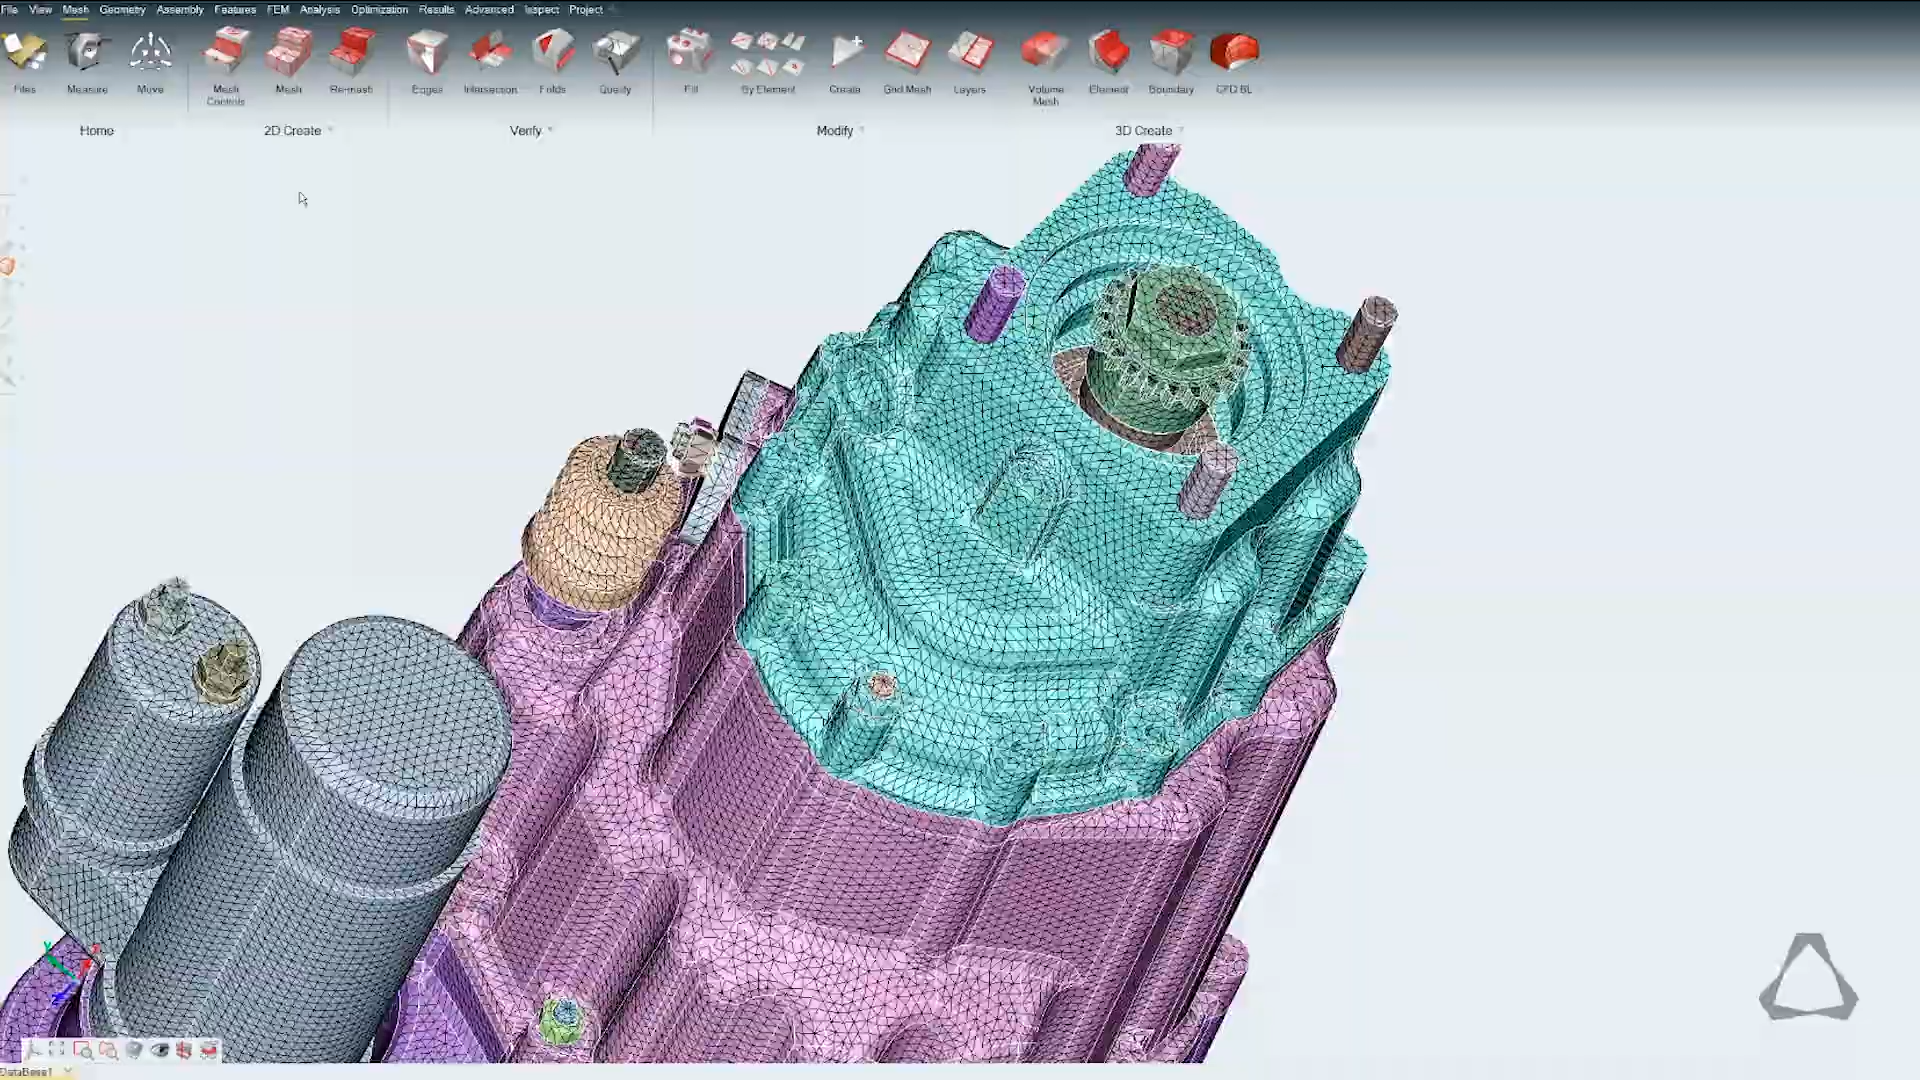 File View Mesh Geometry Assembly Features FEM Analysis Optimization Results Advanced Inspect Project
Files Measure Move Mesh Controls Mesh Re-mesh Edges Intersection Folds Quality Fill By Element Create Grid Mesh Layers Volume Mesh Element Boundary CFD BL
Home 2D Create Verify Modify 3D Create
Y
Z
DataBase1